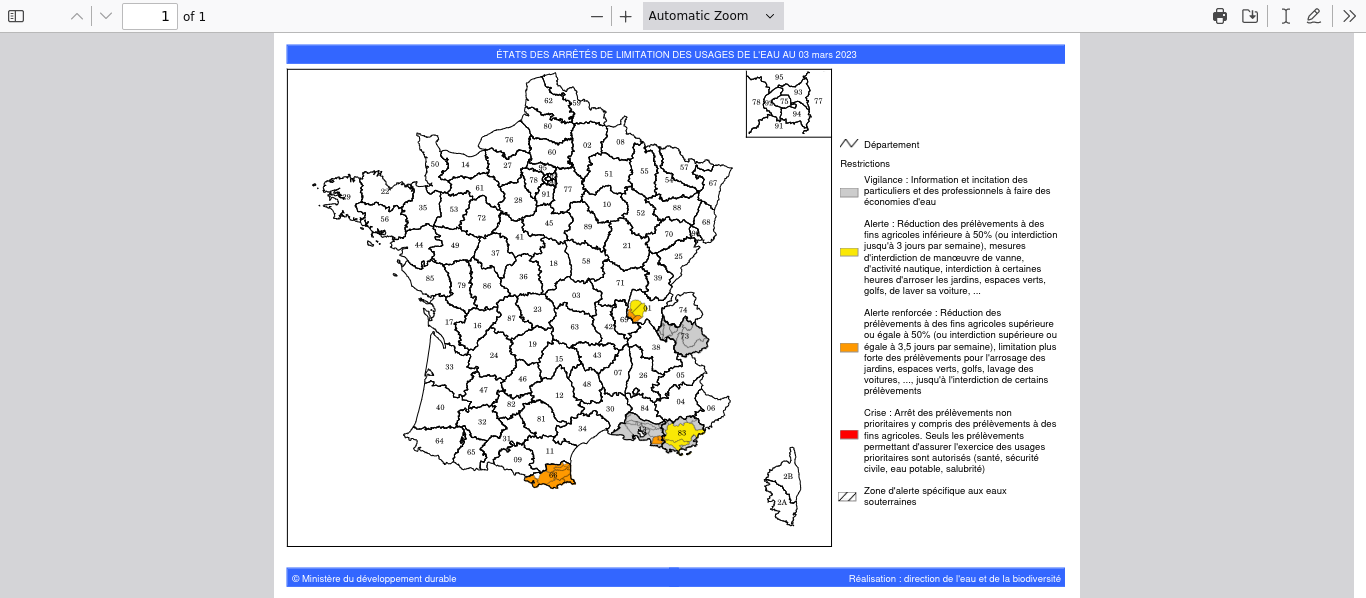 1 of 1
Automatic Zoom
ÉTATS DES ARRÊTÉS DE LIMITATION DES USAGES DE L'EAU AU 03 mars 2023
95
93
78 75 77
94
91
62 59
80
76 02 08
60
50 14 27 51 55 57
95 54 67
78 77
29 22 61 91
28 10 88
35 53 52
56 72 68
45 89 70
44 49 41 21
37 25
18 58
85 79 86 36 71 39
03
23 01 74
17 16 87 69
63 42 73
19 38
24 15 43
33 07 26 05
46 48
47 12
40 82 30 84 04 06
32 81 34 83
64 31
65 11
09
66
2B
2A
Département
Restrictions
Vigilance : Information et incitation des
particuliers et des professionnels à faire des
économies d'eau
Alerte : Réduction des prélèvements à des
fins agricoles inférieure à 50% (ou interdiction
jusqu'à 3 jours par semaine), mesures
d'interdiction de manœuvre de vanne,
d'activité nautique, interdiction à certaines
heures d'arroser les jardins, espaces verts,
golfs, de laver sa voiture, ...
Alerte renforcée : Réduction des
prélèvements à des fins agricoles supérieure
ou égale à 50% (ou interdiction supérieure ou
égale à 3,5 jours par semaine), limitation plus
forte des prélèvements pour l'arrosage des
jardins, espaces verts, golfs, lavage des
voitures, ..., jusqu'à l'interdiction de certains
prélèvements
Crise : Arrêt des prélèvements non
prioritaires y compris des prélèvements à des
fins agricoles. Seuls les prélèvements
permettant d'assurer l'exercice des usages
prioritaires sont autorisés (santé, sécurité
civile, eau potable, salubrité)
Zone d'alerte spécifique aux eaux
souterraines
© Ministère du développement durable
Réalisation : direction de l'eau et de la biodiversité